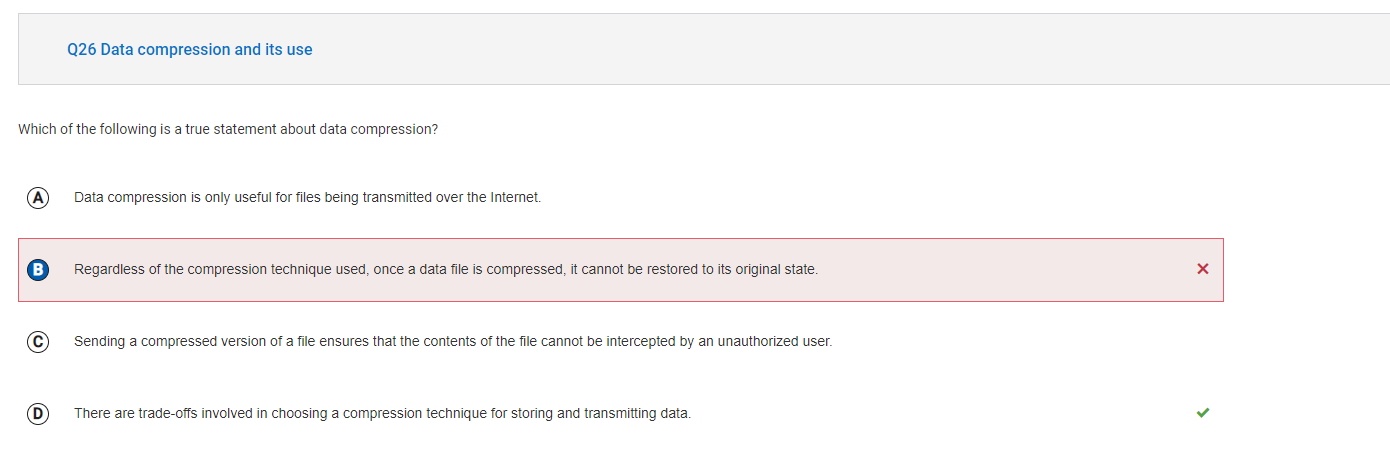 Q26 Data compression and its use
Which of the following is a true statement about data compression?
A Data compression is only useful for files being transmitted over the Internet.
B Regardless of the compression technique used, once a data file is compressed, it cannot be restored to its original state.
C Sending a compressed version of a file ensures that the contents of the file cannot be intercepted by an unauthorized user.
D There are trade-offs involved in choosing a compression technique for storing and transmitting data.